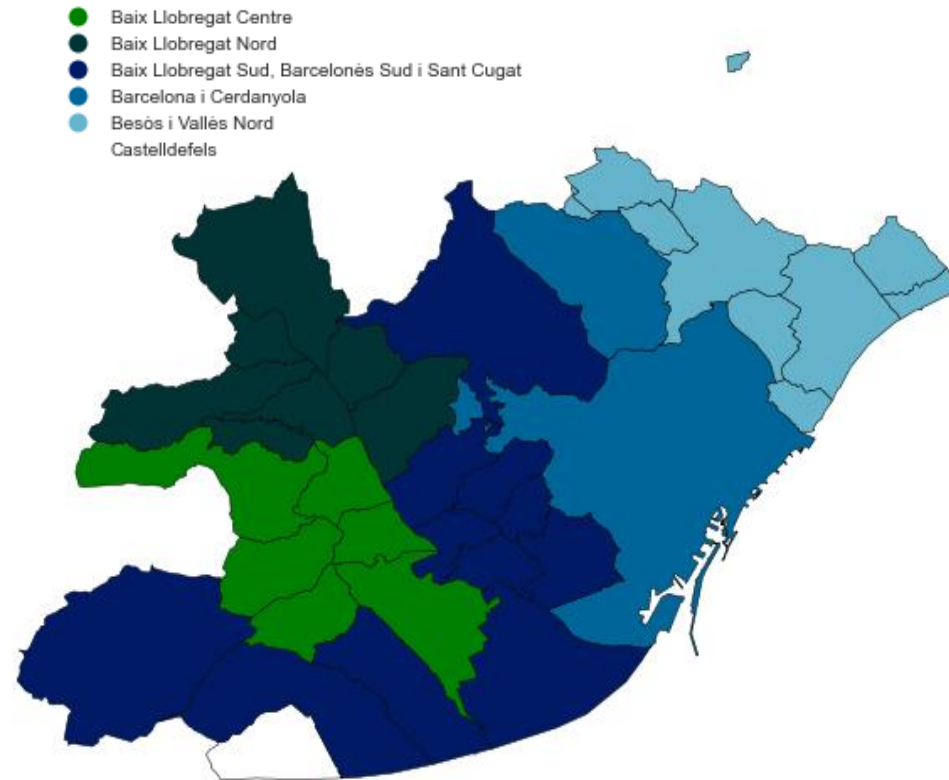 Baix Llobregat Centre
Baix Llobregat Nord
Baix Llobregat Sud, Barcelonès Sud i Sant Cugat
Barcelona i Cerdanyola
Besòs i Vallès Nord
Castelldefels